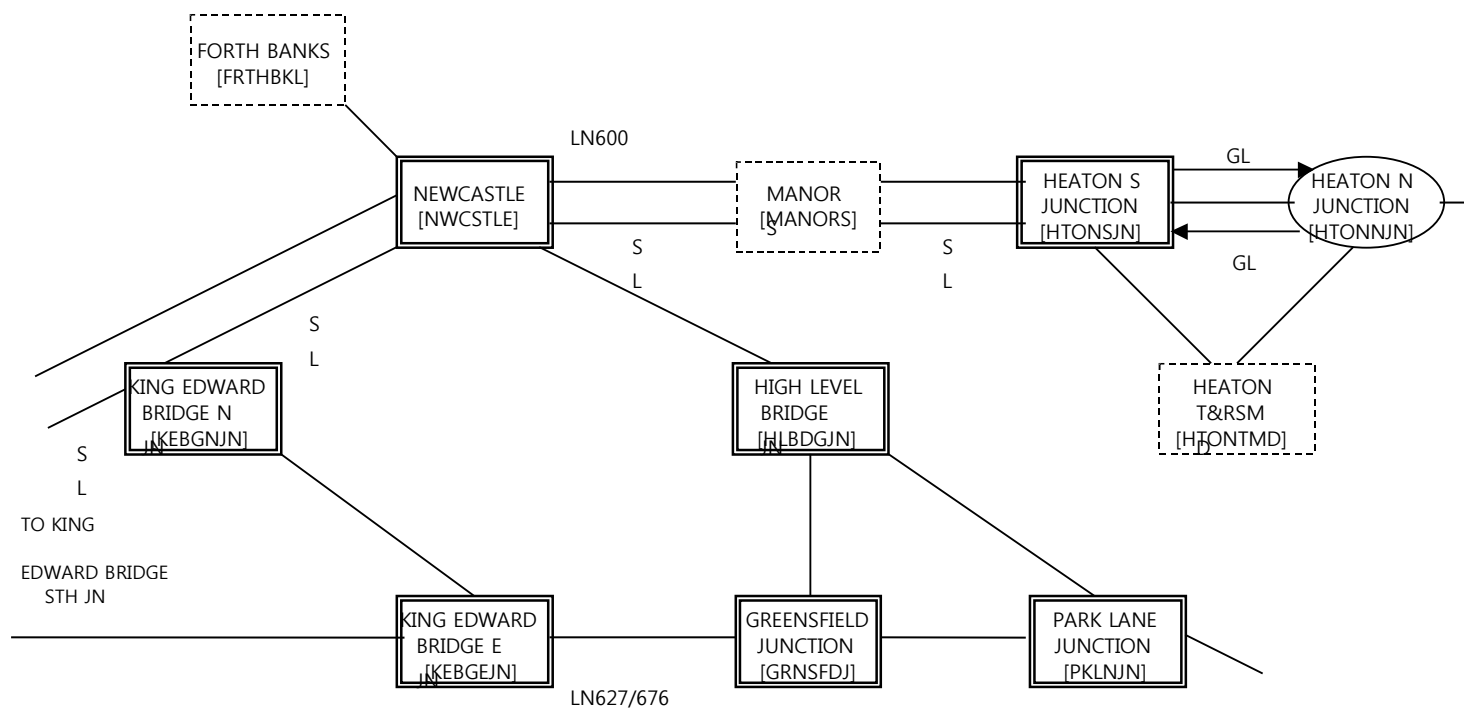 FORTH BANKS
[FRTHBKL]
LN600
NEWCASTLE
[NWCSTLE]
MANOR
S
[MANORS]
HEATON S
JUNCTION
[HTONSJN]
GL
HEATON N
JUNCTION
[HTONNJN]
GL
S
L
S
L
S
L
KING EDWARD
BRIDGE N
JN
[KEBGNJN]
HIGH LEVEL
BRIDGE
JN
[HLBDGJN]
HEATON
T&RSM
D
[HTONTMD]
S
L
TO KING
EDWARD BRIDGE
STH JN
KING EDWARD
BRIDGE E
JN
[KEBGEJN]
GREENSFIELD
JUNCTION
[GRNSFDJ]
PARK LANE
JUNCTION
[PKLNJN]
LN627/676